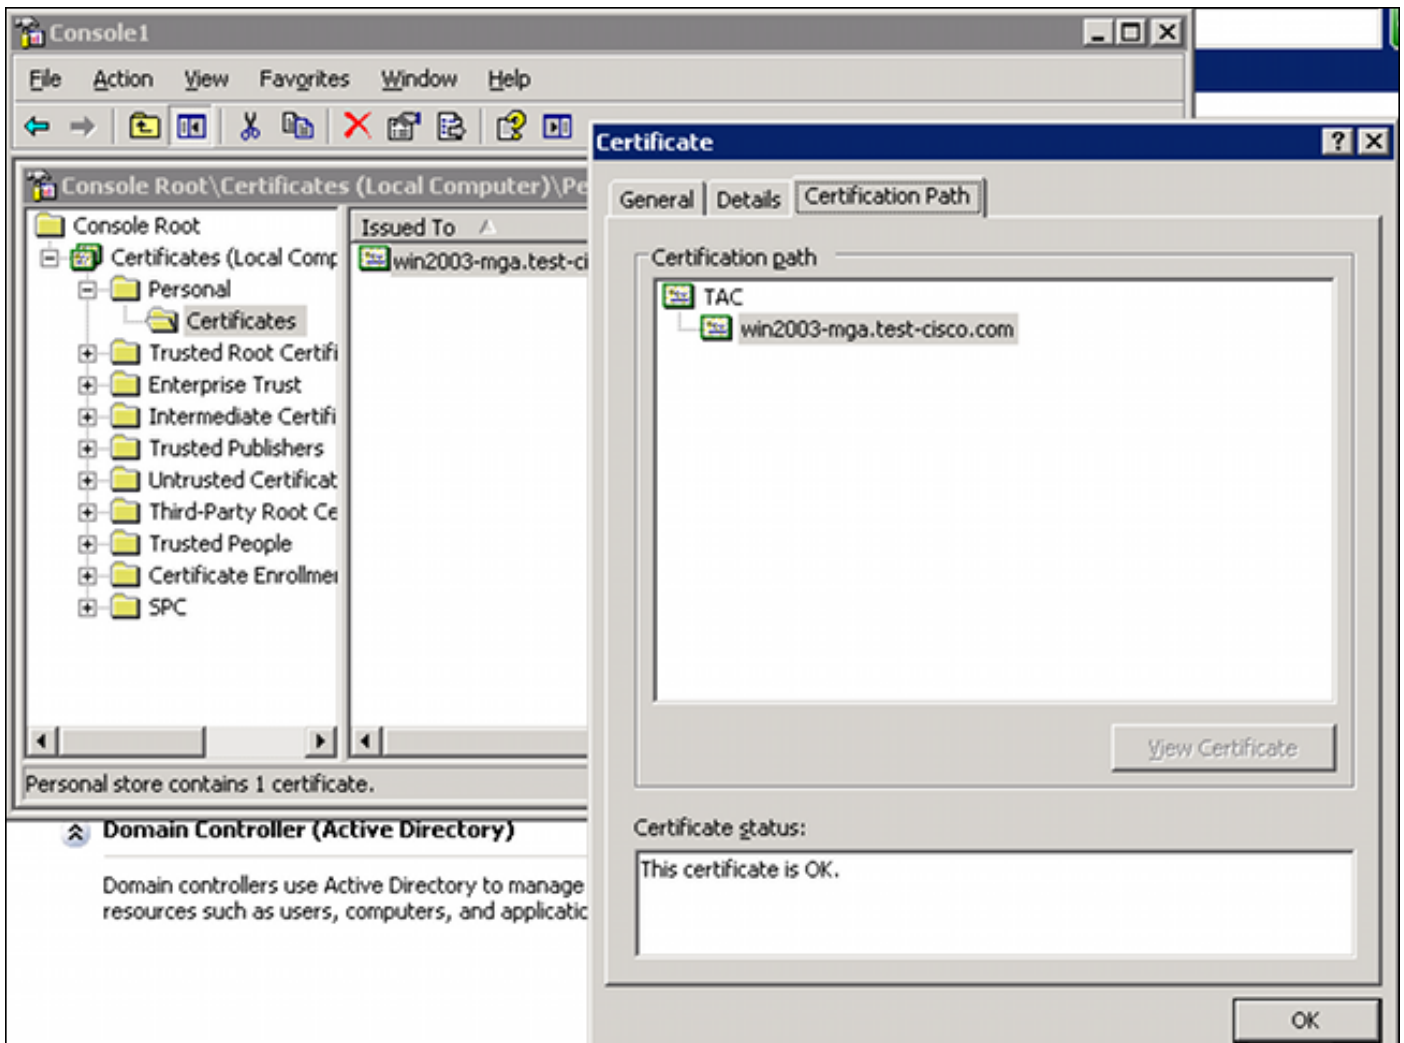 Console1
File Action View Favorites Window Help
Console Root\Certificates (Local Computer)\Pe
Console Root
Certificates (Local Comp
Personal
Certificates
Trusted Root Certifi
Enterprise Trust
Intermediate Certifi
Trusted Publishers
Untrusted Certificat
Third-Party Root Ce
Trusted People
Certificate Enrollmen
SPC
Issued To
win2003-mga.test-ci
Personal store contains 1 certificate.
Domain Controller (Active Directory)
Domain controllers use Active Directory to manage
resources such as users, computers, and applicatio
Certificate
General Details Certification Path
Certification path
TAC
win2003-mga.test-cisco.com
View Certificate
Certificate status:
This certificate is OK.
OK